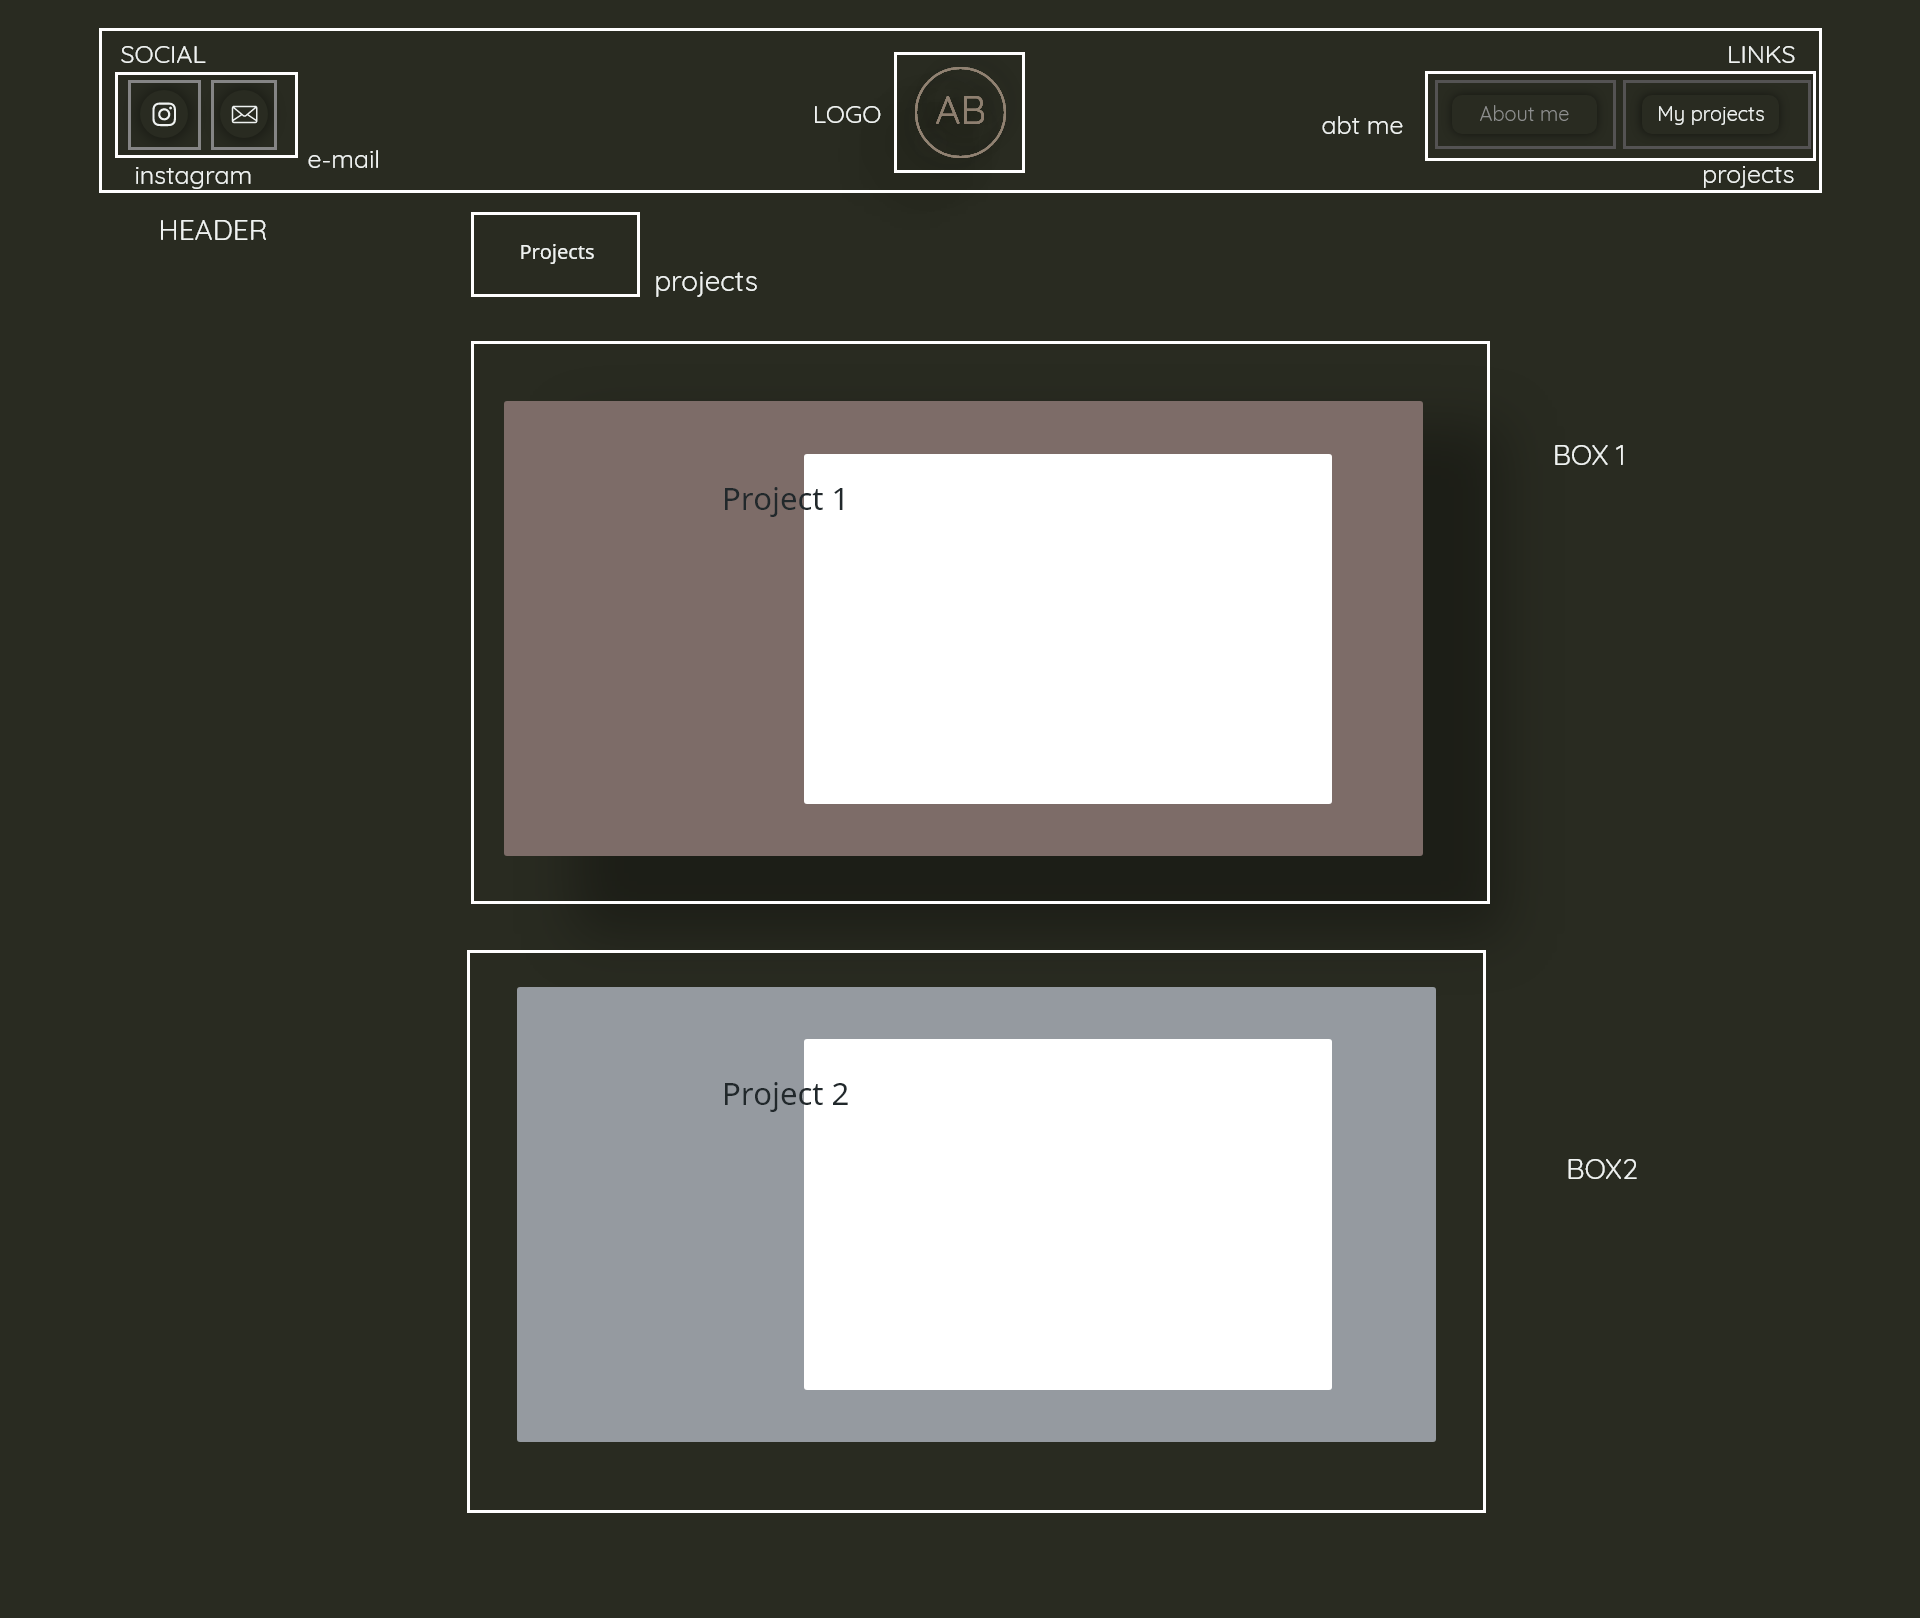 SOCIAL
LINKS
LOGO
AB
abt me
About me
My projects
e-mail
instagram
projects
HEADER
Projects
projects
BOX 1
Project 1
Project 2
BOX2